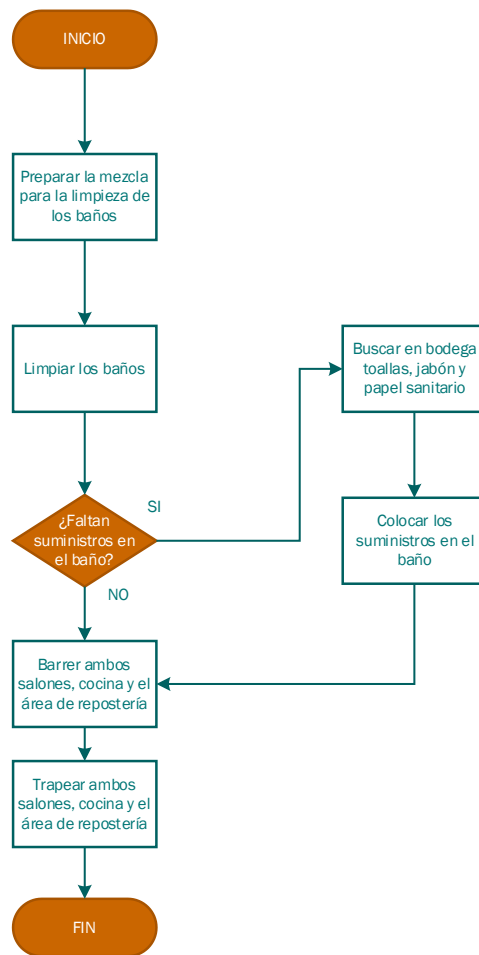 INICIO
Preparar la mezcla
para la limpieza de
los baños
Limpiar los baños
¿Faltan
suministros en
el baño?
SI
Buscar en bodega
toallas, jabón y
papel sanitario
Colocar los
suministros en el
baño
NO
Barrer ambos
salones, cocina y el
área de repostería
Trapear ambos
salones, cocina y el
área de repostería
FIN